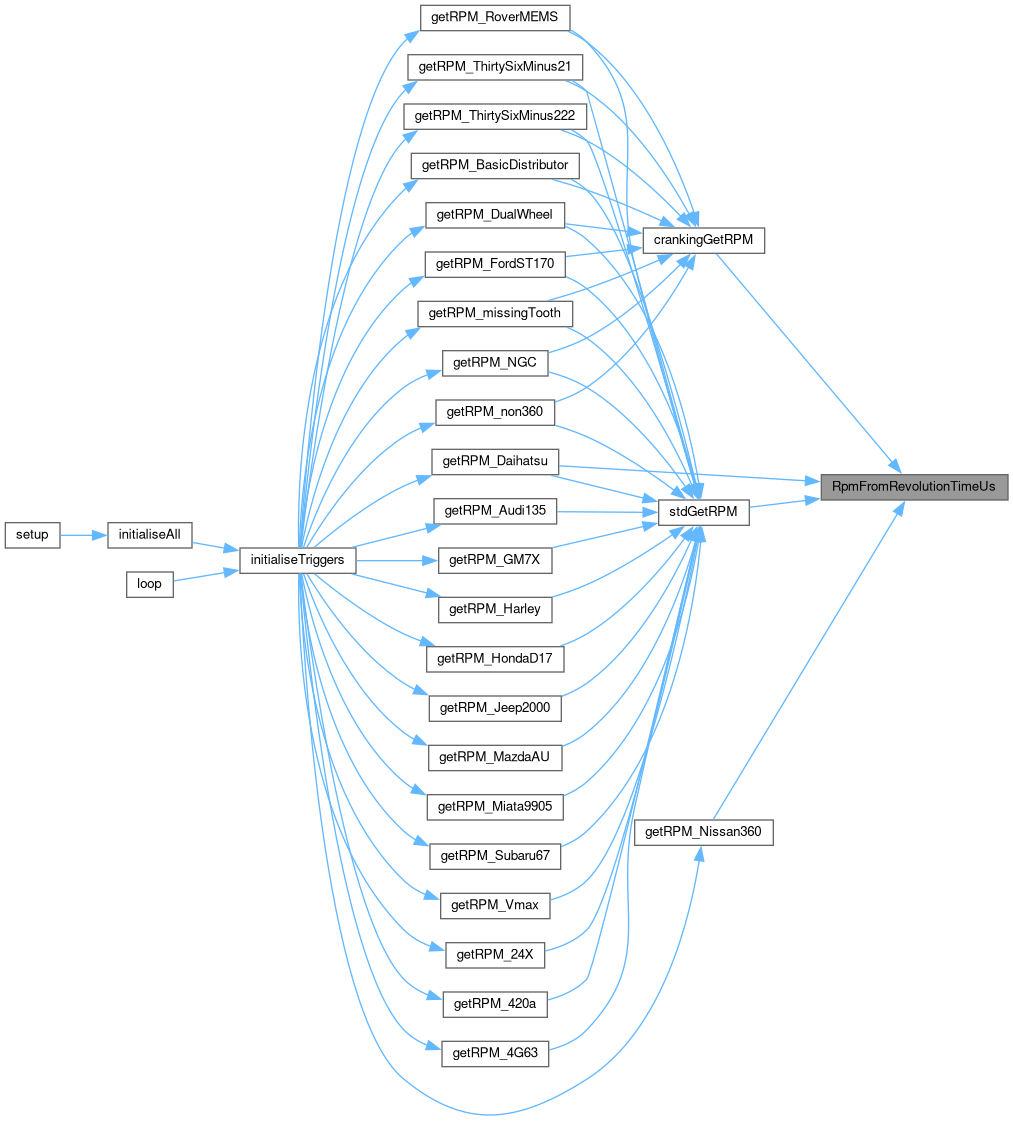 getRPM_RoverMEMS
getRPM_ThirtySixMinus21
getRPM_ThirtySixMinus222
getRPM_BasicDistributor
getRPM_DualWheel
crankingGetRPM
getRPM_FordST170
getRPM_missingTooth
getRPM_NGC
getRPM_non360
getRPM_Daihatsu
RpmFromRevolutionTimeUs
getRPM_Audi135
stdGetRPM
setup
initialiseAll
initialiseTriggers
getRPM_GM7X
loop
getRPM_Harley
getRPM_HondaD17
getRPM_Jeep2000
getRPM_MazdaAU
getRPM_Miata9905
getRPM_Nissan360
getRPM_Subaru67
getRPM_Vmax
getRPM_24X
getRPM_420a
getRPM_4G63